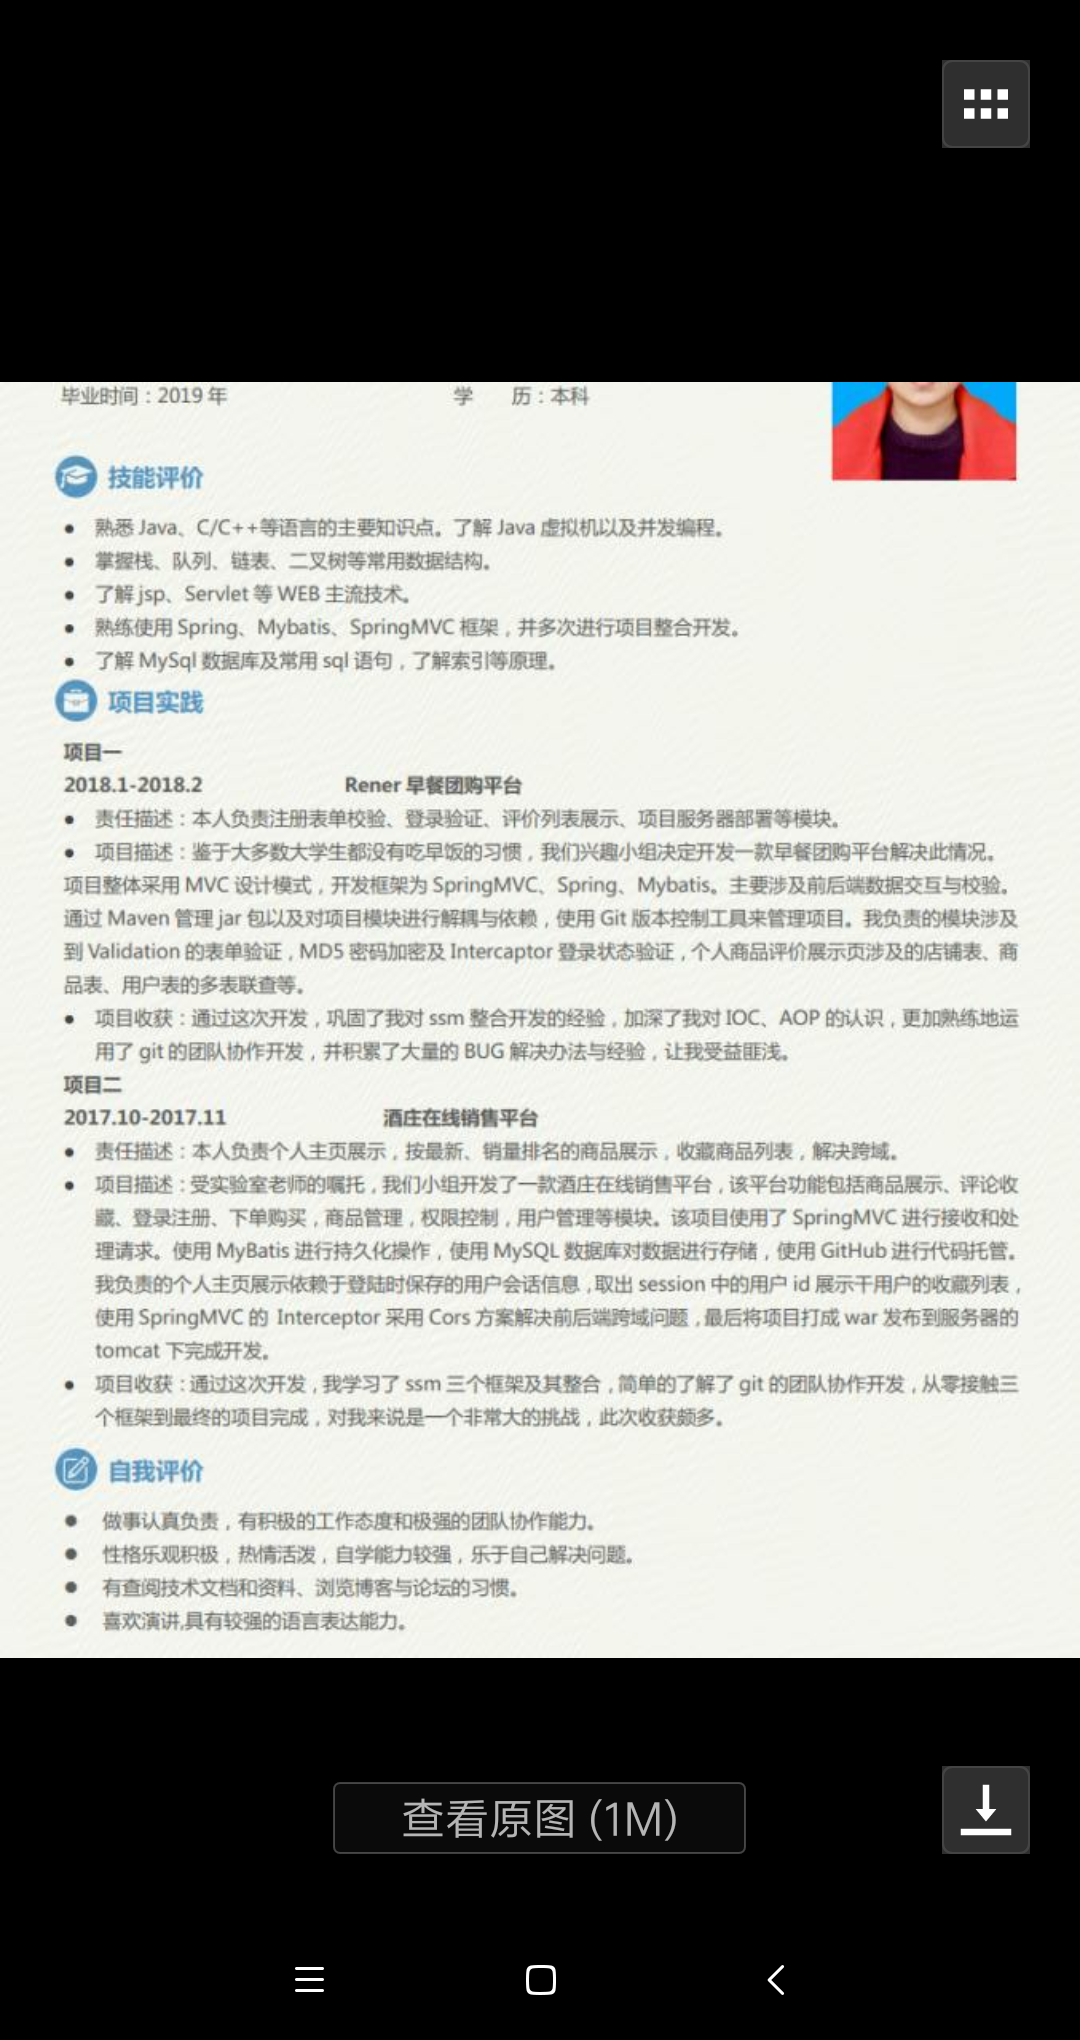 毕业时间：2019 年 学 历：本科
技能评价
● 熟悉 Java、C/C++等语言的主要知识点。了解 Java 虚拟机以及并发编程。
● 掌握栈、队列、链表、二叉树等常用数据结构。
● 了解 jsp、Servlet 等 WEB 主流技术。
● 熟练使用 Spring、Mybatis、SpringMVC 框架，并多次进行项目整合开发。
● 了解 MySql 数据库及常用 sql 语句，了解索引等原理。
项目实践
项目一
2018.1-2018.2 Rener 早餐团购平台
● 责任描述：本人负责注册表单校验、登录验证、评价列表展示、项目服务器部署等模块。
● 项目描述：鉴于大多数大学生都没有吃早饭的习惯，我们兴趣小组决定开发一款早餐团购平台解决此情况。
项目整体采用 MVC 设计模式，开发框架为 SpringMVC、Spring、Mybatis。主要涉及前后端数据交互与校验。
通过 Maven 管理 jar 包以及对项目模块进行解耦与依赖，使用 Git 版本控制工具来管理项目。我负责的模块涉及
到 Validation 的表单验证，MD5 密码加密及 Intercaptor 登录状态验证，个人商品评价展示页涉及的店铺表、商
品表、用户表的多表联查等。
● 项目收获：通过这次开发，巩固了我对 ssm 整合开发的经验，加深了我对 IOC、AOP 的认识，更加熟练地运
用了 git 的团队协作开发，并积累了大量的 BUG 解决办法与经验，让我受益匪浅。
项目二
2017.10-2017.11 酒庄在线销售平台
● 责任描述：本人负责个人主页展示，按最新、销量排名的商品展示，收藏商品列表，解决跨域。
● 项目描述：受实验室老师的嘱托，我们小组开发了一款酒庄在线销售平台，该平台功能包括商品展示、评论收
藏、登录注册、下单购买，商品管理，权限控制，用户管理等模块。该项目使用了 SpringMVC 进行接收和处
理请求。使用 MyBatis 进行持久化操作，使用 MySQL 数据库对数据进行存储，使用 GitHub 进行代码托管。
我负责的个人主页展示依赖于登陆时保存的用户会话信息，取出 session 中的用户 id 展示干用户的收藏列表，
使用 SpringMVC 的 Interceptor 采用 Cors 方案解决前后端跨域问题，最后将项目打成 war 发布到服务器的
tomcat 下完成开发。
● 项目收获：通过这次开发，我学习了 ssm 三个框架及其整合，简单的了解了 git 的团队协作开发，从零接触三
个框架到最终的项目完成，对我来说是一个非常大的挑战，此次收获颇多。
自我评价
● 做事认真负责，有积极的工作态度和极强的团队协作能力。
● 性格乐观积极，热情活泼，自学能力较强，乐于自己解决问题。
● 有查阅技术文档和资料、浏览博客与论坛的习惯。
● 喜欢演讲,具有较强的语言表达能力。
查看原图 (1M)